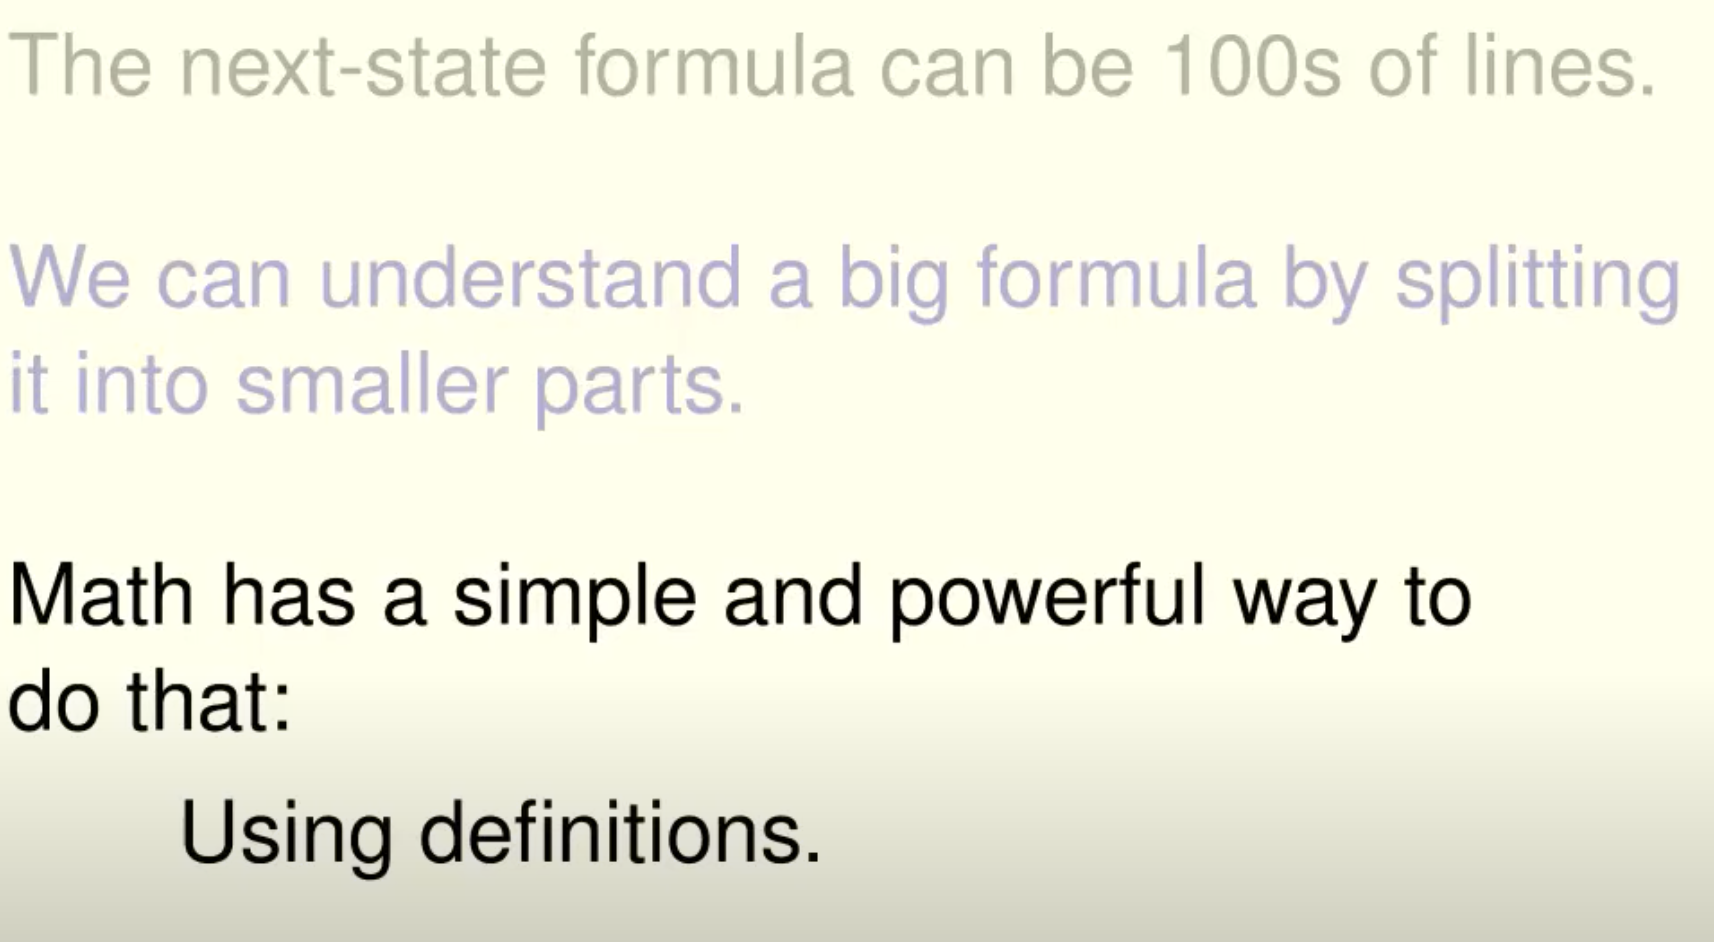 The next-state formula can be 100s of lines.
We can understand a big formula by splitting
it into smaller parts.
Math has a simple and powerful way to
do that:
Using definitions.